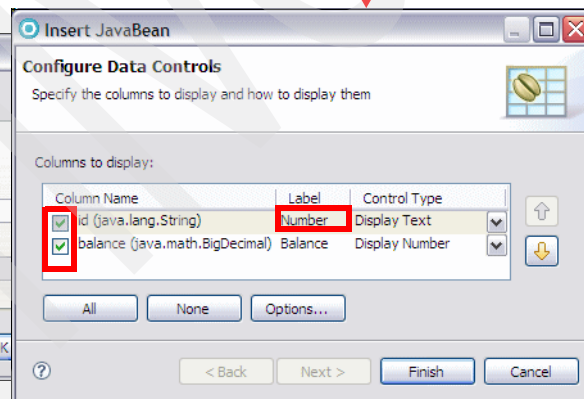 Insert JavaBean
Configure Data Controls
Specify the columns to display and how to display them
Columns to display:
Column Name Label Control Type
id (java.lang.String) Number Display Text
balance (java.math.BigDecimal) Balance Display Number
All None Options...
K
? < Back Next > Finish Cancel